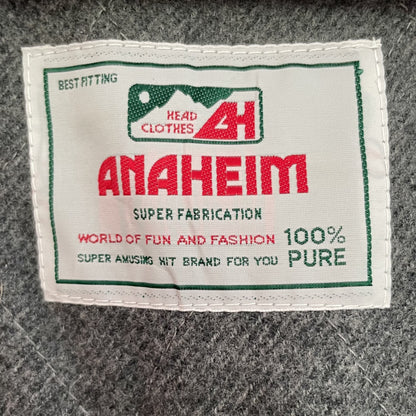 BEST FITTING
HEAD
CLOTHES
AH
ANAHEIM
SUPER FABRICATION
WORLD OF FUN AND FASHION
SUPER AMUSING HIT BRAND FOR YOU
100%
PURE